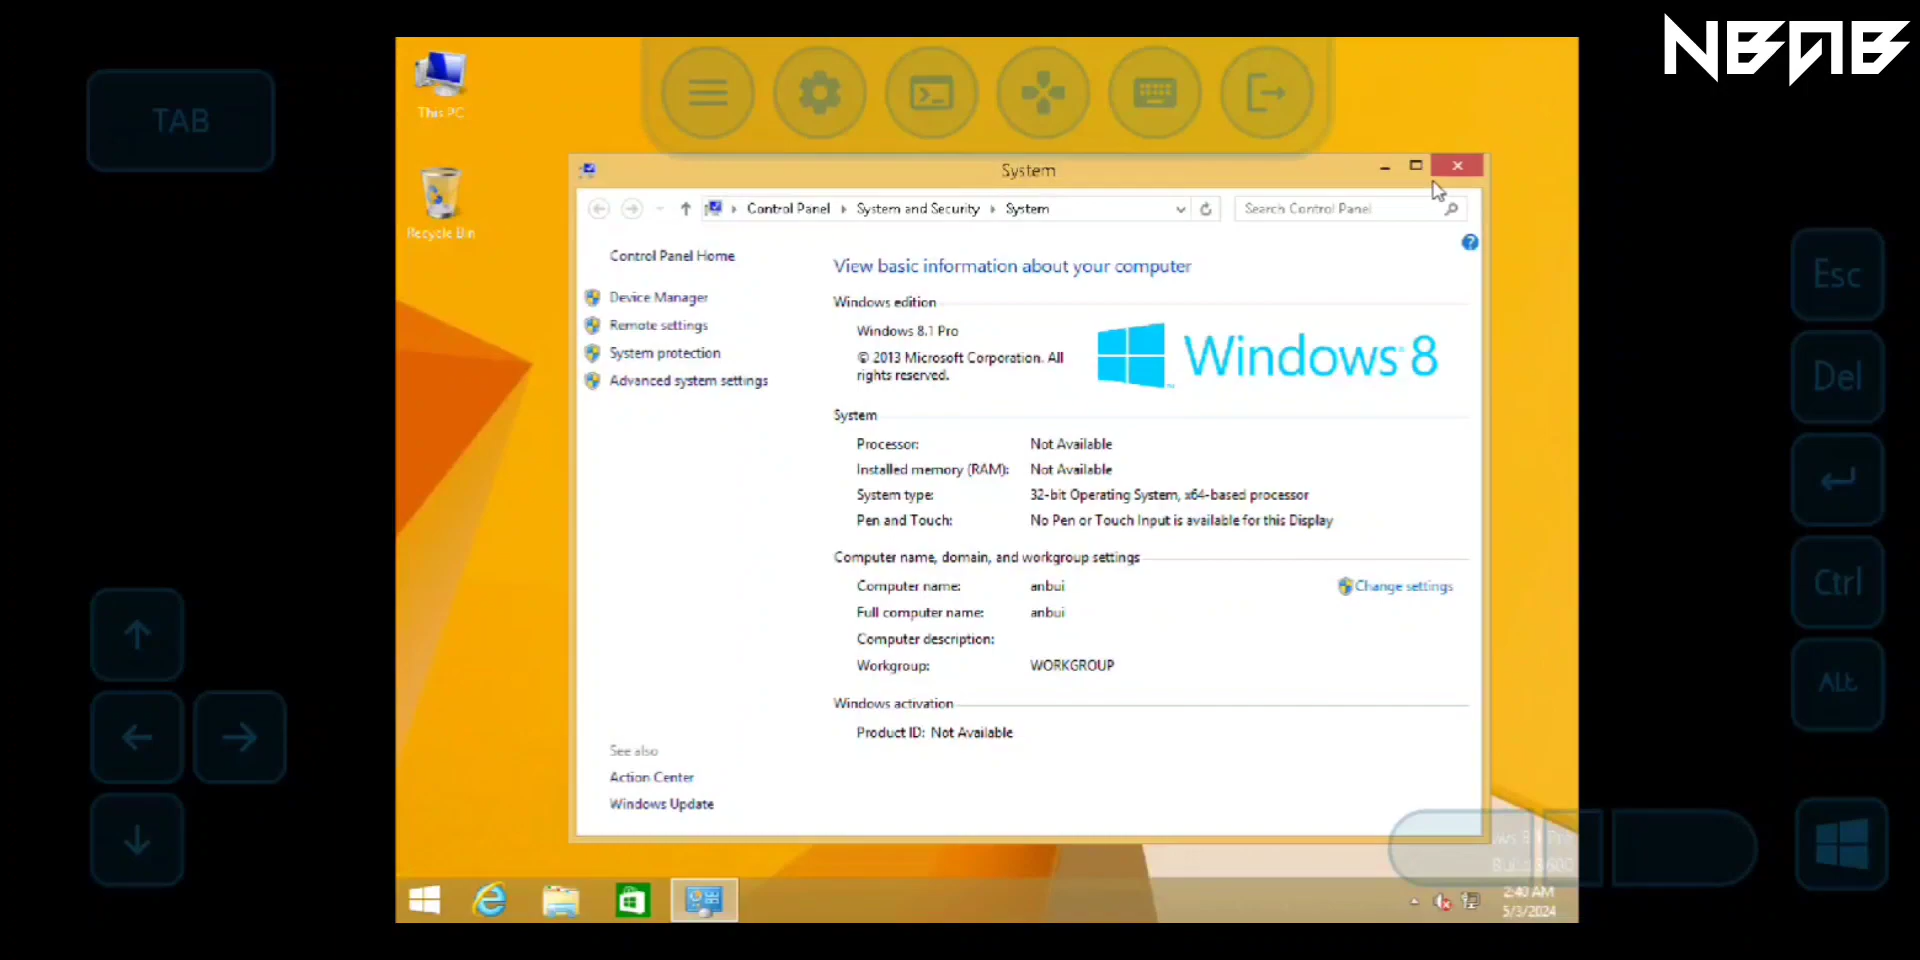 NBAB
TAB
This PC
Recycle Bin
System
Control Panel
System and Security
System
Search Control Panel
Control Panel Home
Device Manager
Remote settings
System protection
Advanced system settings
View basic information about your computer
Windows edition
Windows 8.1 Pro
© 2013 Microsoft Corporation. All
rights reserved.
Windows 8
System
Processor: Not Available
Installed memory (RAM): Not Available
System type: 32-bit Operating System, x64-based processor
Pen and Touch: No Pen or Touch Input is available for this Display
Computer name, domain, and workgroup settings
Computer name: anbui
Change settings
Full computer name: anbui
Computer description:
Workgroup: WORKGROUP
Windows activation
Product ID: Not Available
See also
Action Center
Windows Update
Esc
Del
Ctrl
Alt
2:40 AM
5/3/2024